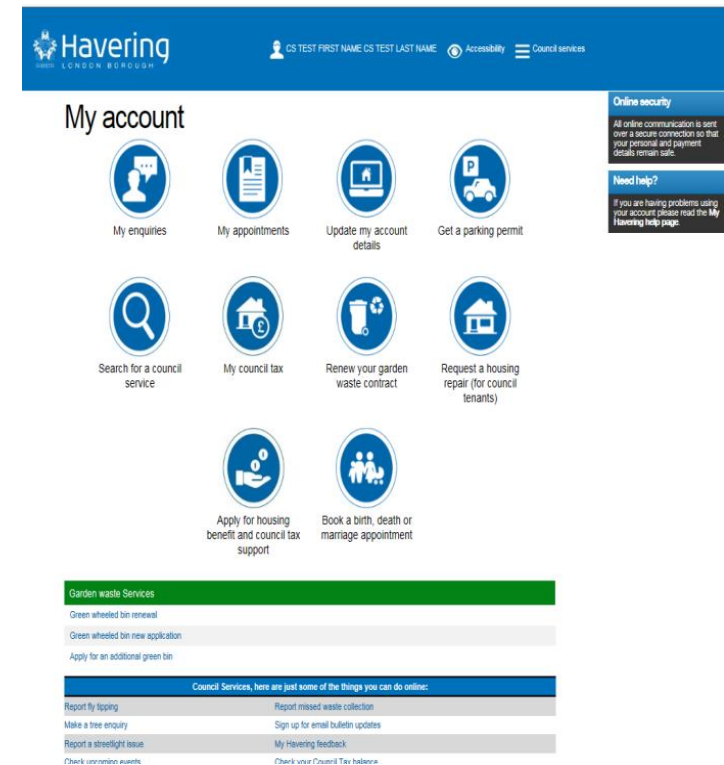 Havering
LONDON BOROUGH
CS TEST FIRST NAME CS TEST LAST NAME
Accessibility
Council services
My account
Online security
All online communication is sent
over a secure connection so that
your personal and payment
details remain safe.
Need help?
If you are having problems using
your account please read the My
Havering help page.
My enquiries
My appointments
Update my account
details
P
Get a parking permit
Search for a council
service
£
My council tax
Renew your garden
waste contract
Request a housing
repair (for council
tenants)
Apply for housing
benefit and council tax
support
Book a birth, death or
marriage appointment
Garden waste Services
Green wheeled bin renewal
Green wheeled bin new application
Apply for an additional green bin
Council Services, here are just some of the things you can do online:
Report fly tipping
Report missed waste collection
Make a tree enquiry
Sign up for email bulletin updates
Report a streetlight issue
My Havering feedback
Check upcoming events
Check your Council Tax balance